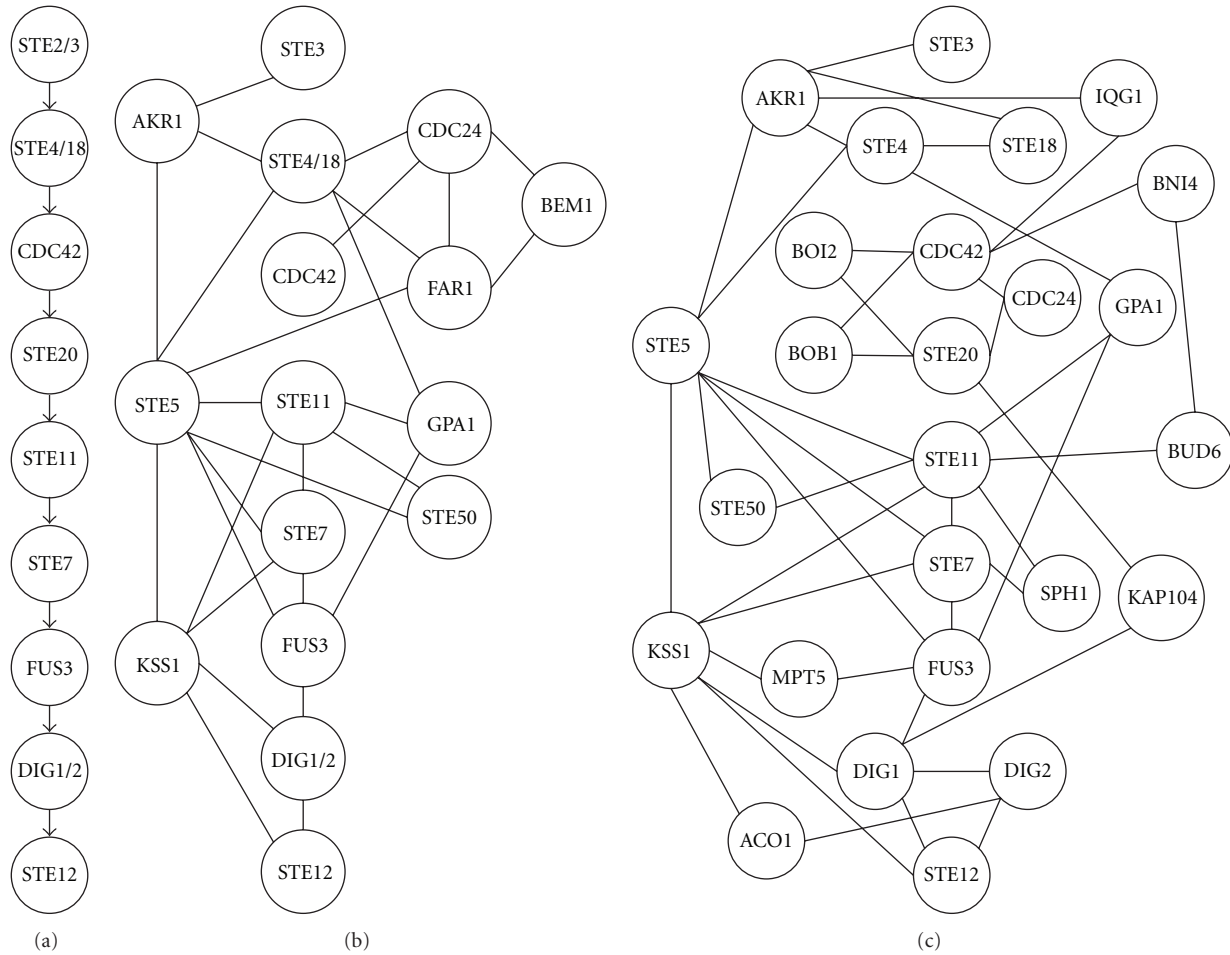 STE2/3
STE4/18
CDC42
STE20
STE11
STE7
FUS3
DIG1/2
STE12
(a)
STE3
AKR1
CDC24
STE4/18
BEM1
CDC42
FAR1
STE5
STE11
GPA1
STE50
STE7
FUS3
KSS1
DIG1/2
STE12
(b)
STE3
AKR1
IQG1
STE4
STE18
BNI4
BOI2
CDC42
CDC24
GPA1
STE5
BOB1
STE20
STE11
BUD6
STE50
STE7
SPH1
KAP104
KSS1
MPT5
FUS3
DIG1
DIG2
ACO1
STE12
(c)